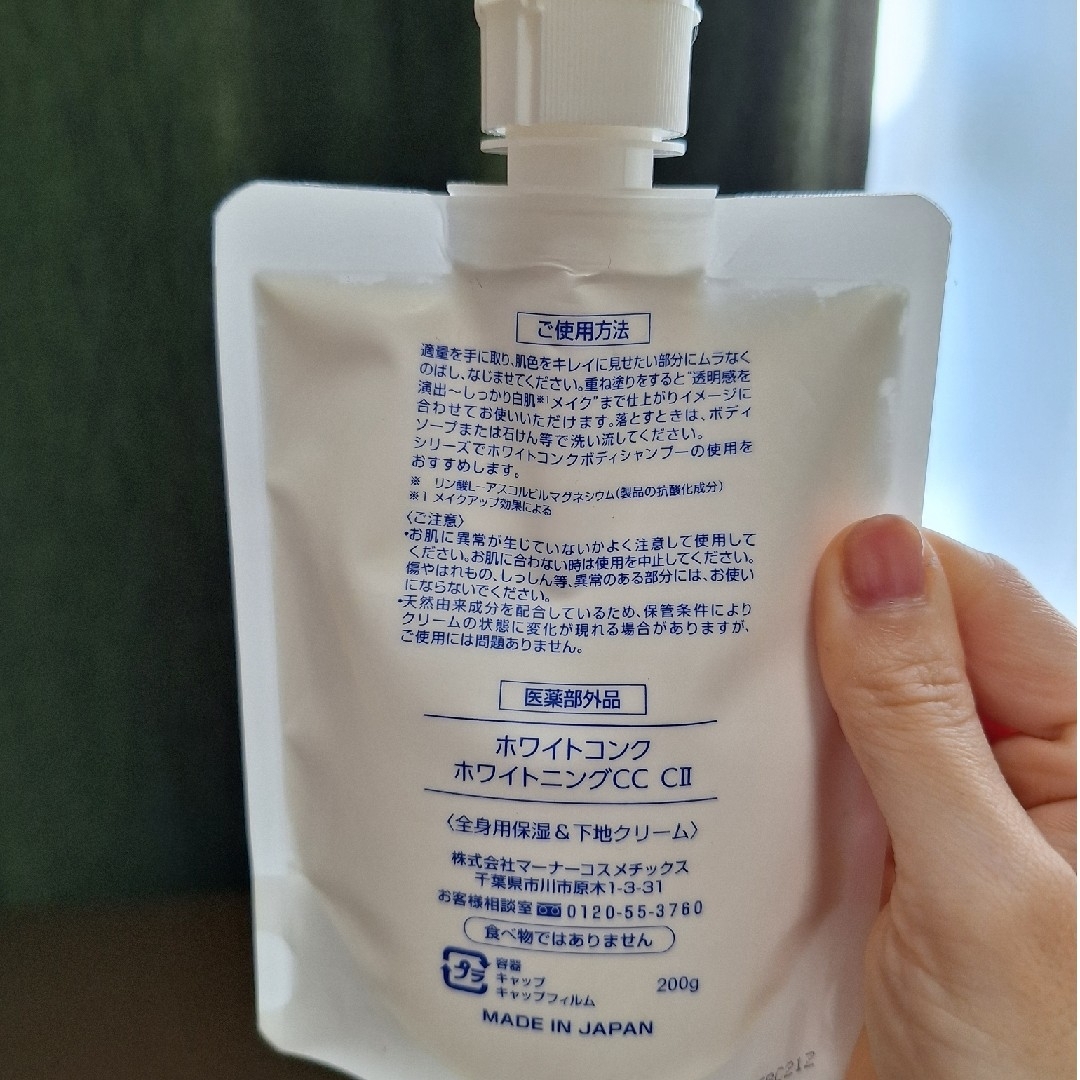 ご使用方法
適量を手に取り、肌色をキレイに見せたい部分にムラなく
のばし、なじませてください。重ね塗りをすると"透明感を
演出～しっかり白肌※1メイク"まで仕上がりイメージに
合わせてお使いいただけます。落とすときは、ボディ
ソープまたは石けん等で洗い流してください。
シリーズでホワイトコンクボディシャンプーの使用を
おすすめします。
※ リン酸L-アスコルビルマグネシウム(製品の抗酸化成分)
※1 メイクアップ効果による
〈ご注意〉
・お肌に異常が生じていないかよく注意して使用して
ください。お肌に合わない時は使用を中止してください。
傷やはれもの、しっしん等、異常のある部分には、お使い
にならないでください。
・天然由来成分を配合しているため、保管条件により
クリームの状態に変化が現れる場合がありますが、
ご使用には問題ありません。
医薬部外品
ホワイトコンク
ホワイトニングCC CⅡ
〈全身用保湿＆下地クリーム〉
株式会社マーナーコスメチックス
千葉県市川市原木1-3-31
お客様相談室 0120-55-3760
食べ物ではありません
プラ
容器
キャップ
キャップフィルム
200g
MADE IN JAPAN